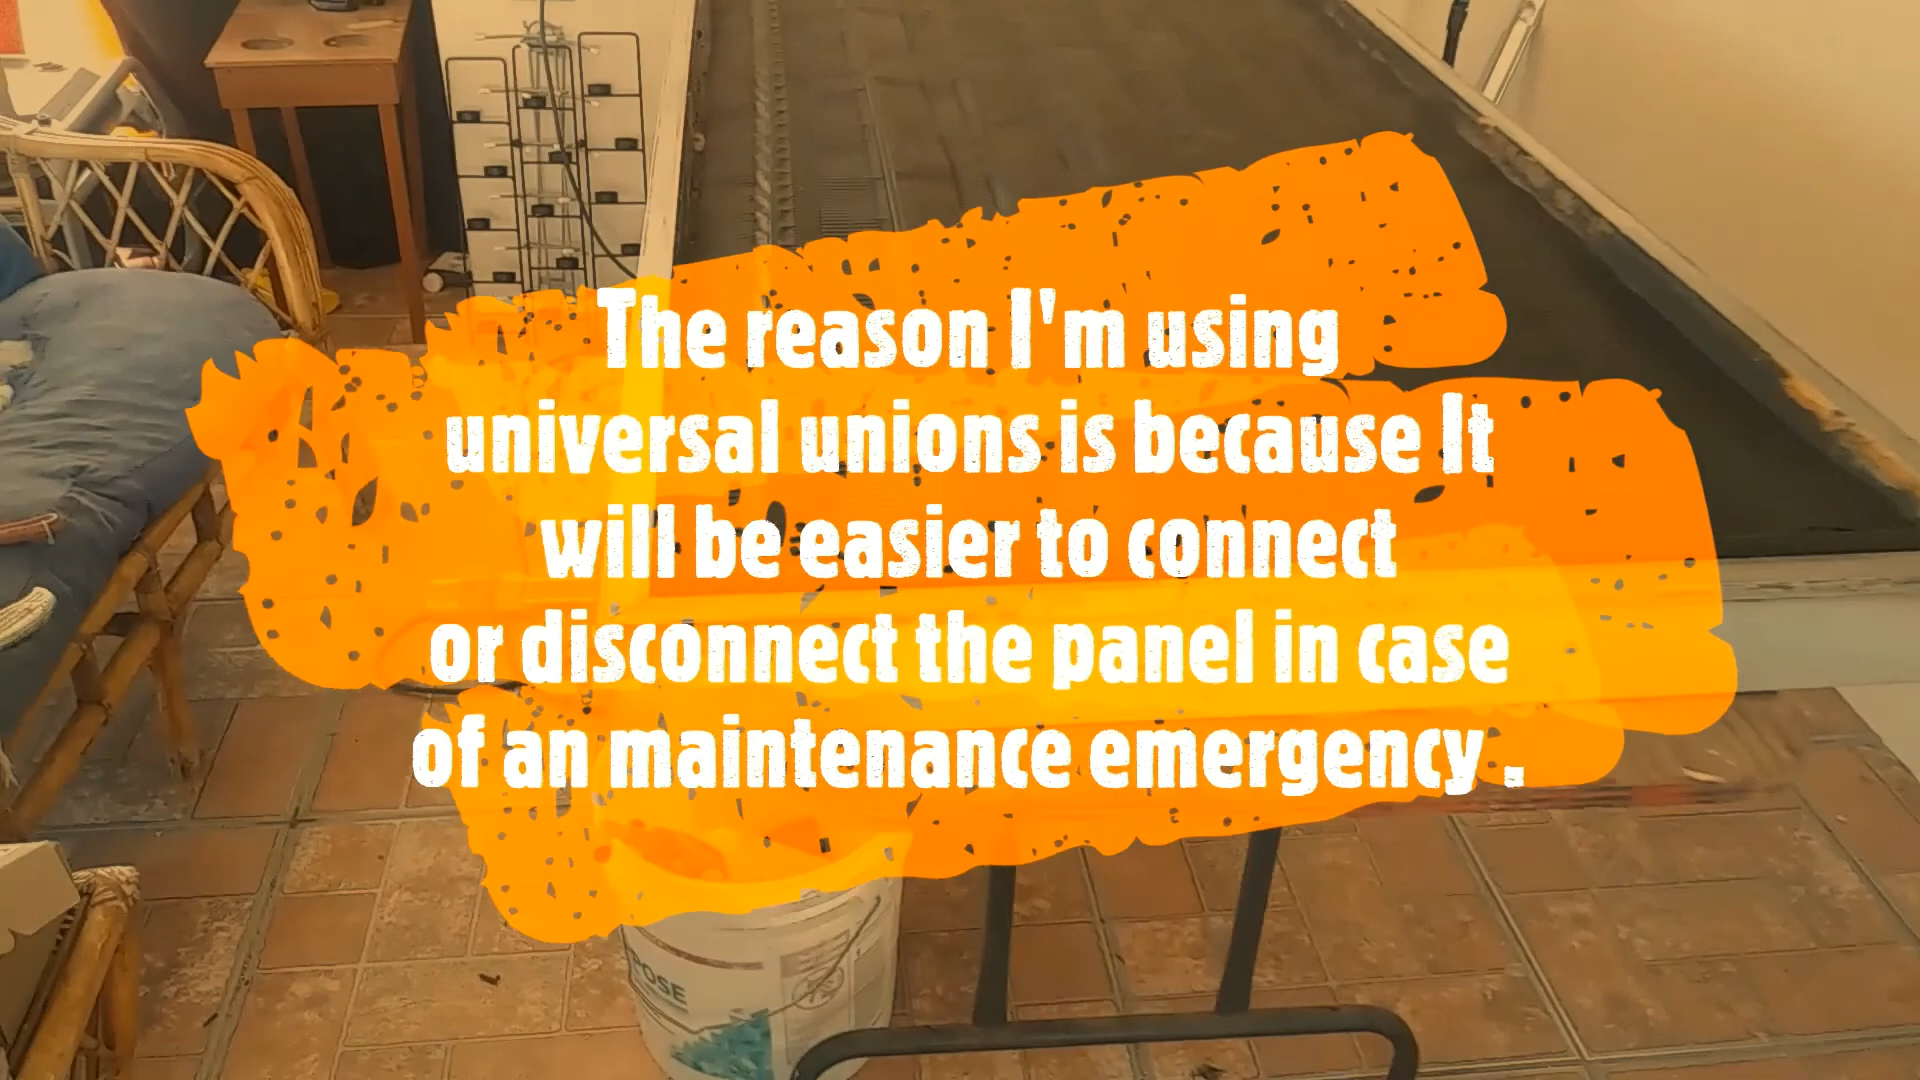 The reason I'm using
universal unions is because It
will be easier to connect
or disconnect the panel in case
of an maintenance emergency .